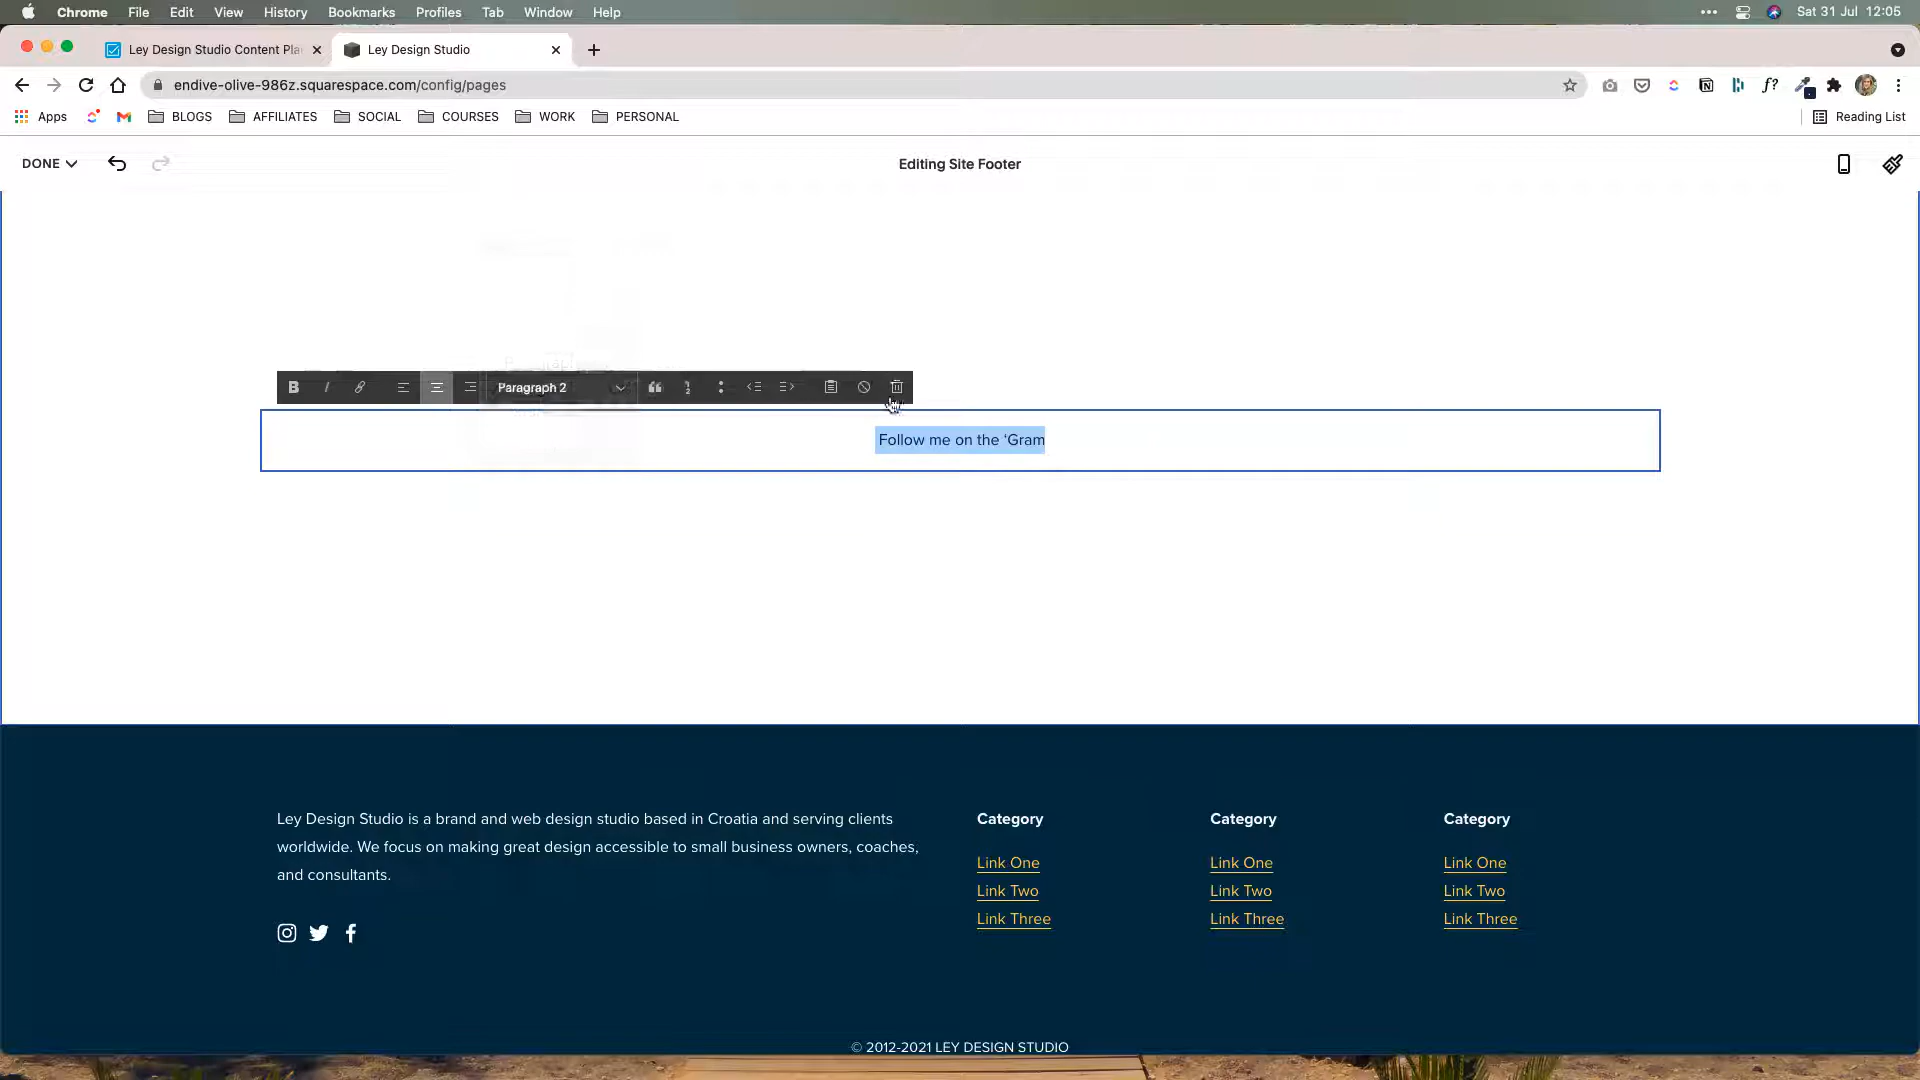 Chrome File Edit View History Bookmarks Profiles Tab Window Help
Sat 31 Jul 12:05
Ley Design Studio Content Pla
Ley Design Studio
endive-olive-986z.squarespace.com/config/pages
Apps
BLOGS
AFFILIATES
SOCIAL
COURSES
WORK
PERSONAL
Reading List
DONE
Editing Site Footer
B I
Paragraph 2
Follow me on the ‘Gram
Ley Design Studio is a brand and web design studio based in Croatia and serving clients
worldwide. We focus on making great design accessible to small business owners, coaches,
and consultants.
Category
Link One
Link Two
Link Three
Category
Link One
Link Two
Link Three
Category
Link One
Link Two
Link Three
© 2012-2021 LEY DESIGN STUDIO